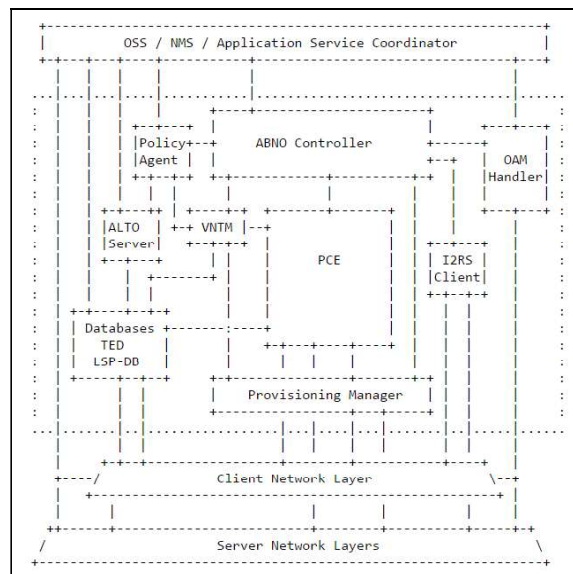 OSS / NMS / Application Service Coordinator
Policy Agent
ABNO Controller
OAM Handler
ALTO Server
VNTM
PCE
I2RS Client
Databases
TED
LSP-DB
Provisioning Manager
Client Network Layer
Server Network Layers